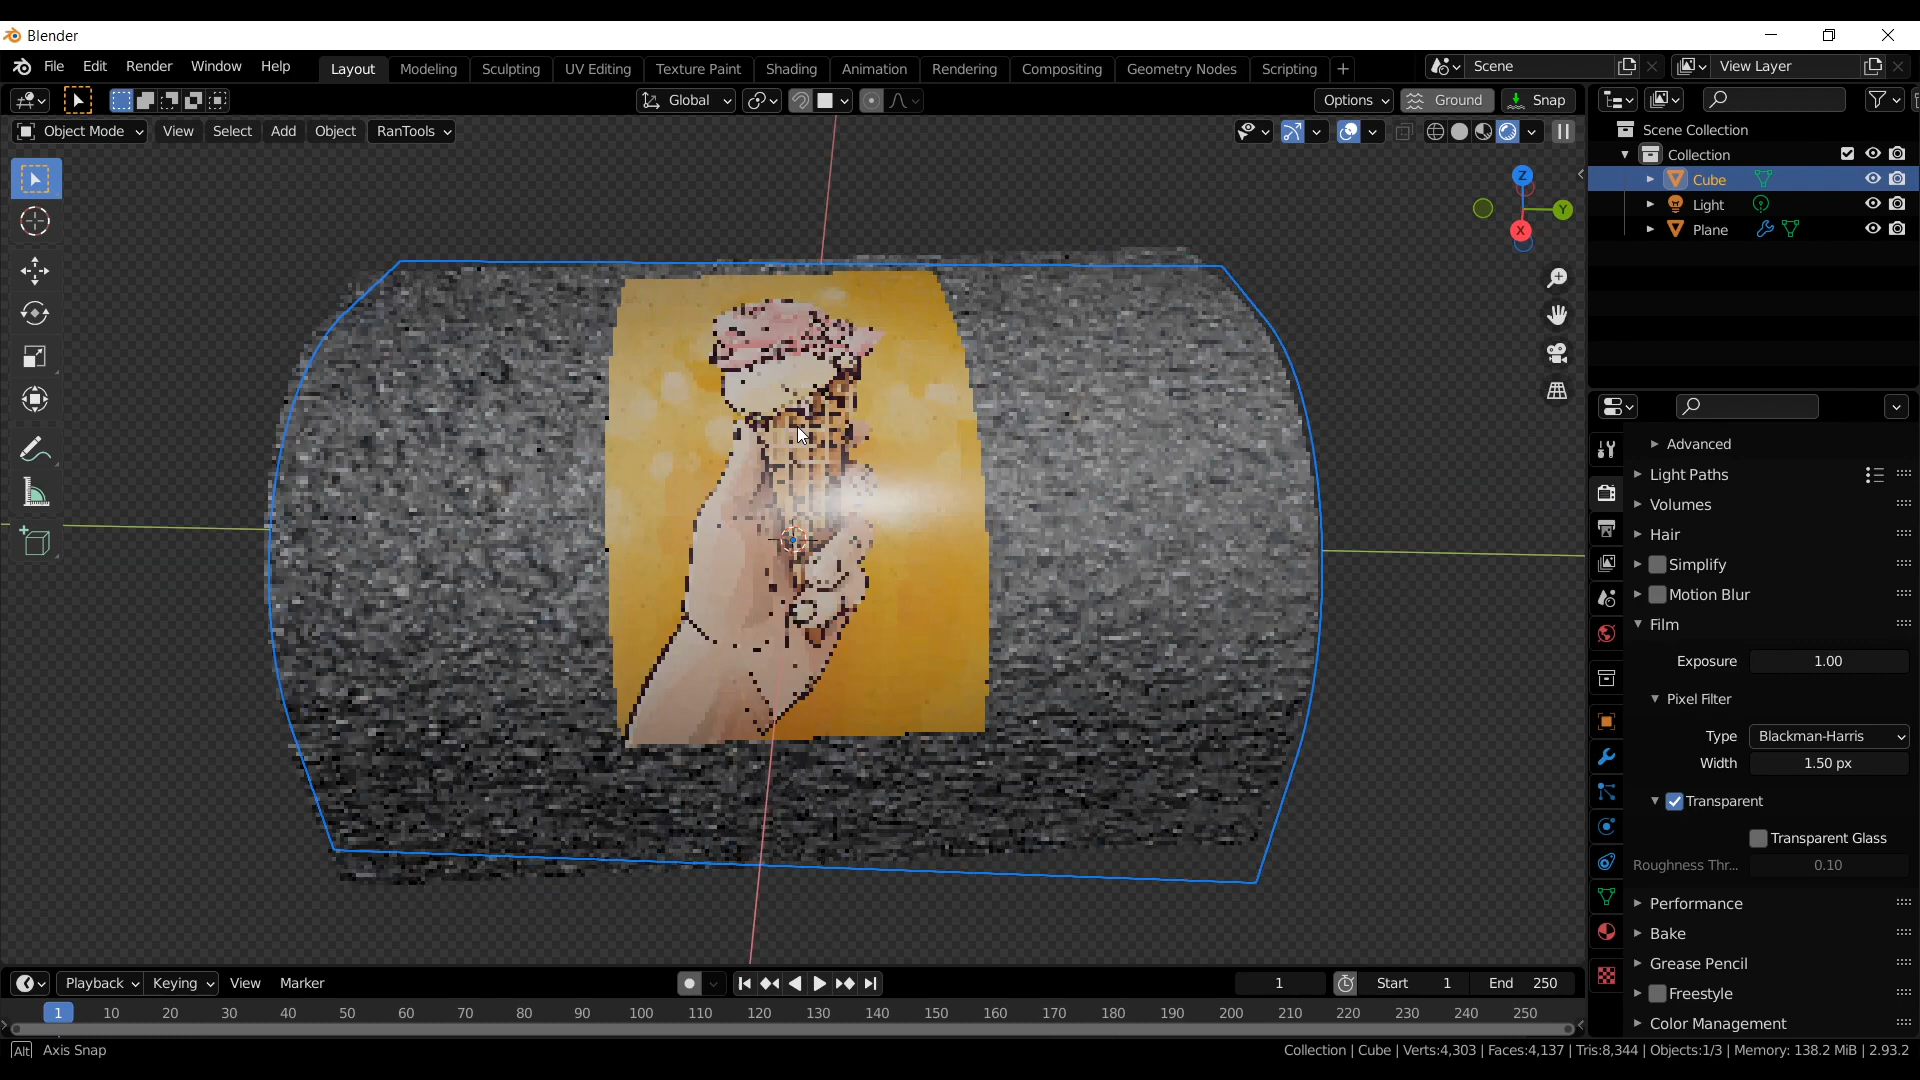 Blender
File Edit Render Window Help Layout Modeling Sculpting UV Editing Texture Paint Shading Animation Rendering Compositing Geometry Nodes Scripting + Scene View Layer
Global Options Ground Snap
Object Mode View Select Add Object RanTools
Scene Collection
Collection
Cube
Light
Plane
Z
Y
X
Advanced
Light Paths
Volumes
Hair
Simplify
Motion Blur
Film
Exposure 1.00
Pixel Filter
Type Blackman-Harris
Width 1.50 px
Transparent
Transparent Glass
Roughness Thr... 0.10
Performance
Bake
Grease Pencil
Freestyle
Color Management
Playback Keying View Marker 1 Start 1 End 250
1 10 20 30 40 50 60 70 80 90 100 110 120 130 140 150 160 170 180 190 200 210 220 230 240 250
Alt Axis Snap Collection | Cube | Verts:4,303 | Faces:4,137 | Tris:8,344 | Objects:1/3 | Memory: 138.2 MiB | 2.93.2